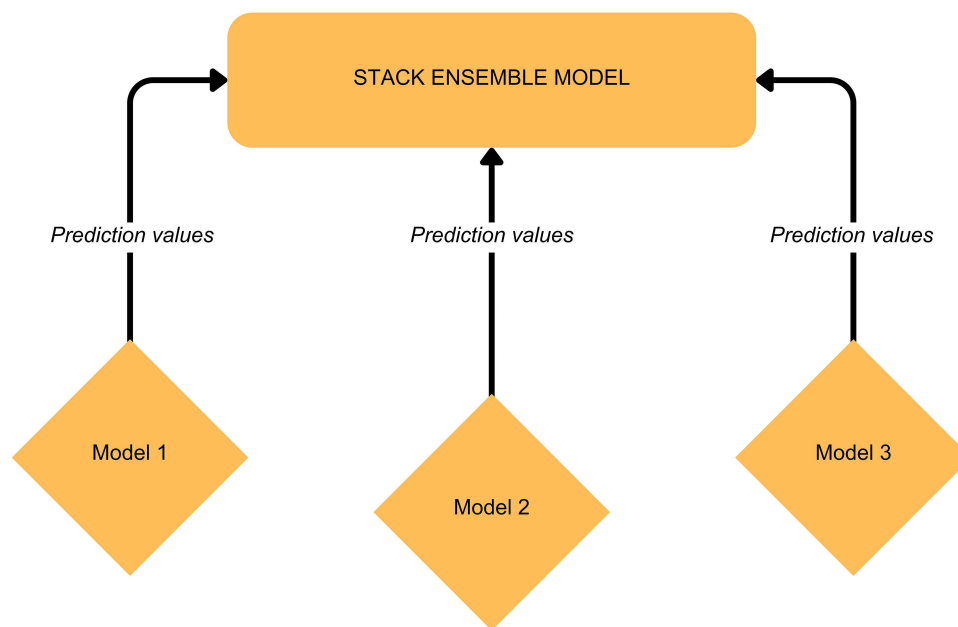 STACK ENSEMBLE MODEL
Prediction values
Prediction values
Prediction values
Model 1
Model 2
Model 3